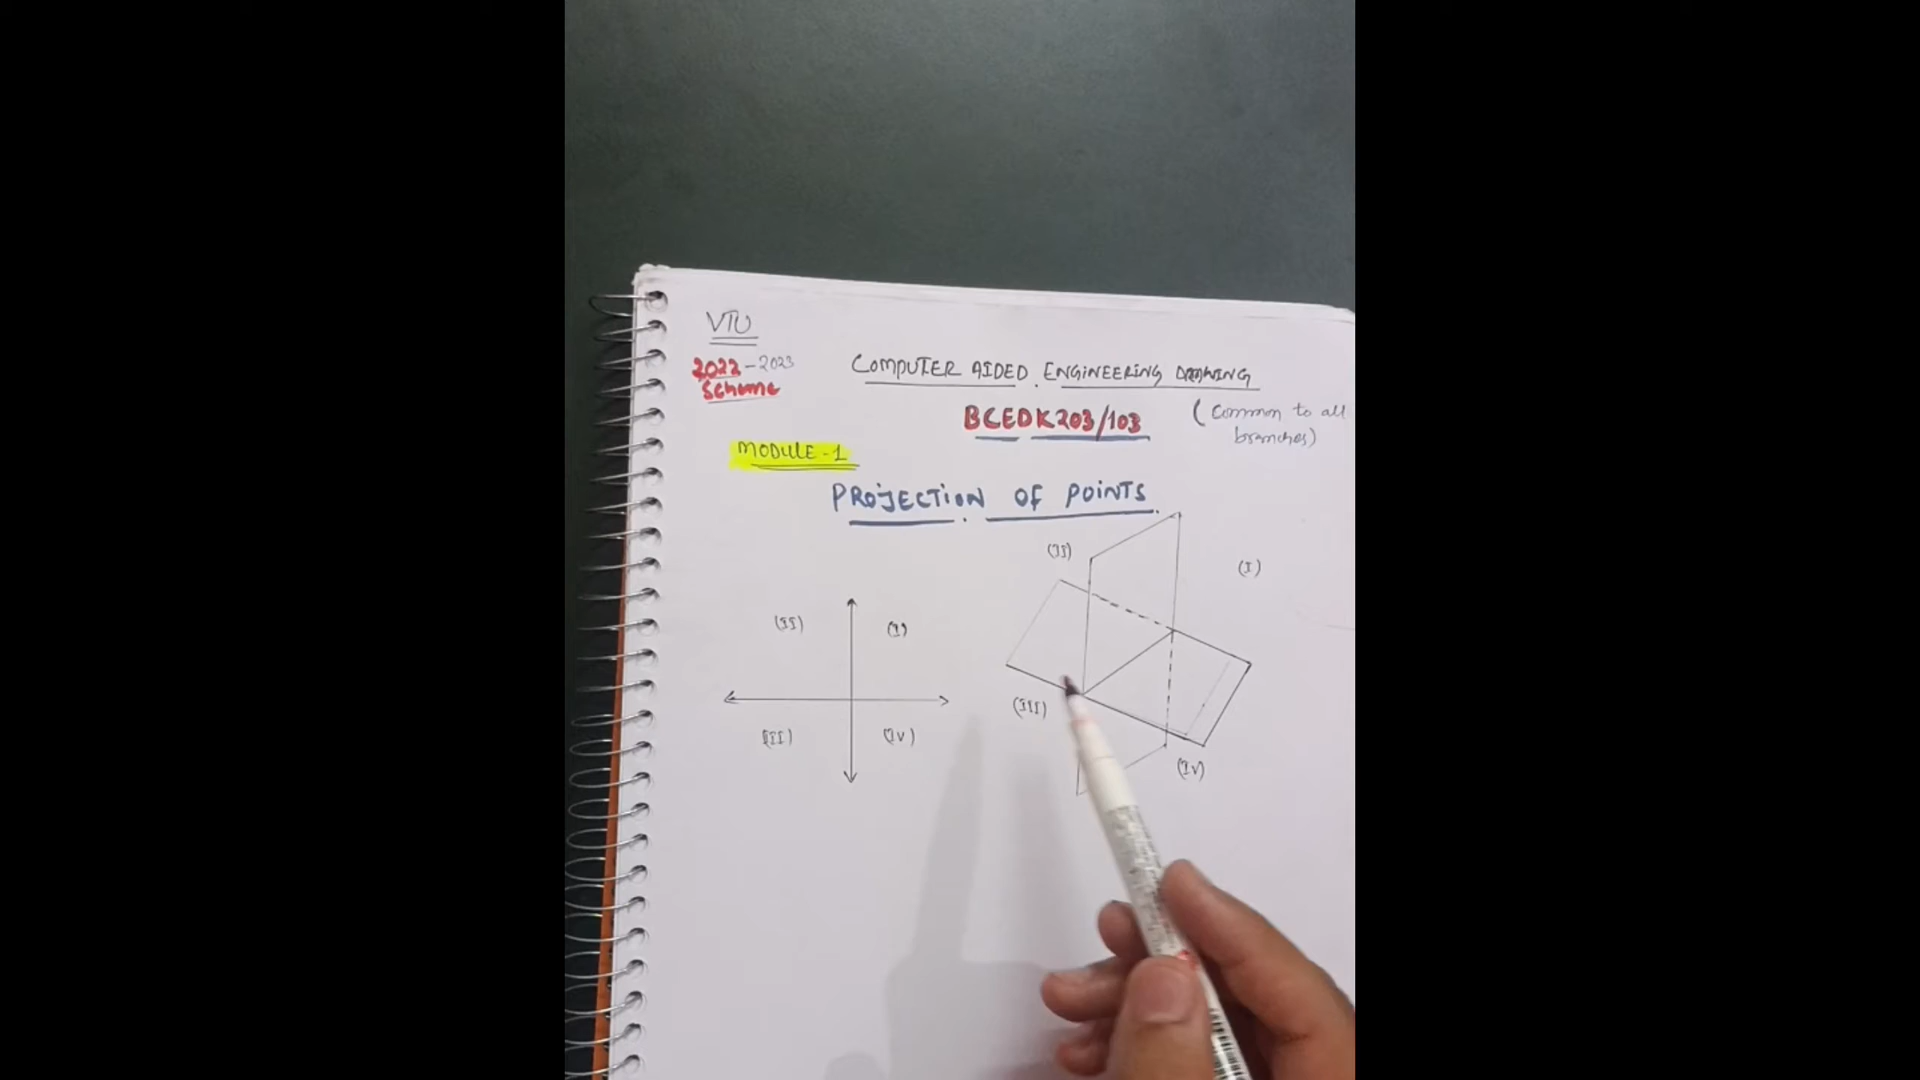 VTU
2022-2023
Scheme
COMPUTER AIDED ENGINEERING DRAWING
BCEDK203/103
(Common to all
branches)
MODULE-1
PROJECTION OF POINTS
(II)
(I)
(II)
(I)
(III)
(IV)
(III)
(IV)